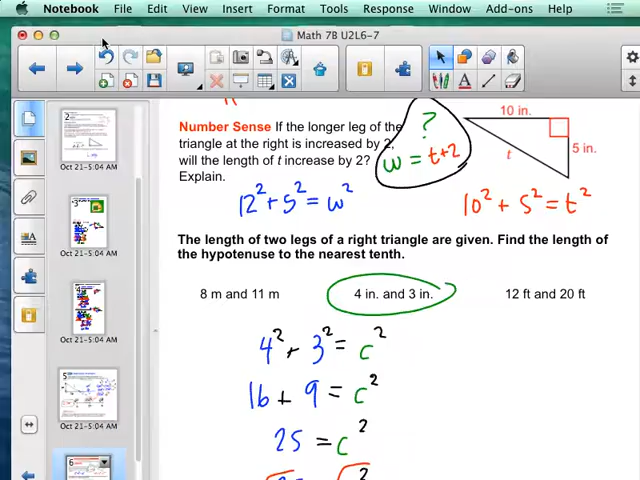 Notebook File Edit View Insert Format Tools Response Window Add-ons Help
Math 7B U2L6-7
Number Sense If the longer leg of the
triangle at the right is increased by 2,
will the length of t increase by 2?
Explain.
?
w = t+2
10 in.
5 in.
t
12² + 5² = w²
10² + 5² = t²
The length of two legs of a right triangle are given. Find the length of
the hypotenuse to the nearest tenth.
8 m and 11 m
4 in. and 3 in.
12 ft and 20 ft
4² + 3² = c²
16 + 9 = c²
25 = c²
2
Oct 21-5:04 AM
3
Oct 21-5:04 AM
Oct 21-5:04 AM
5
Oct 21-5:04 AM
6